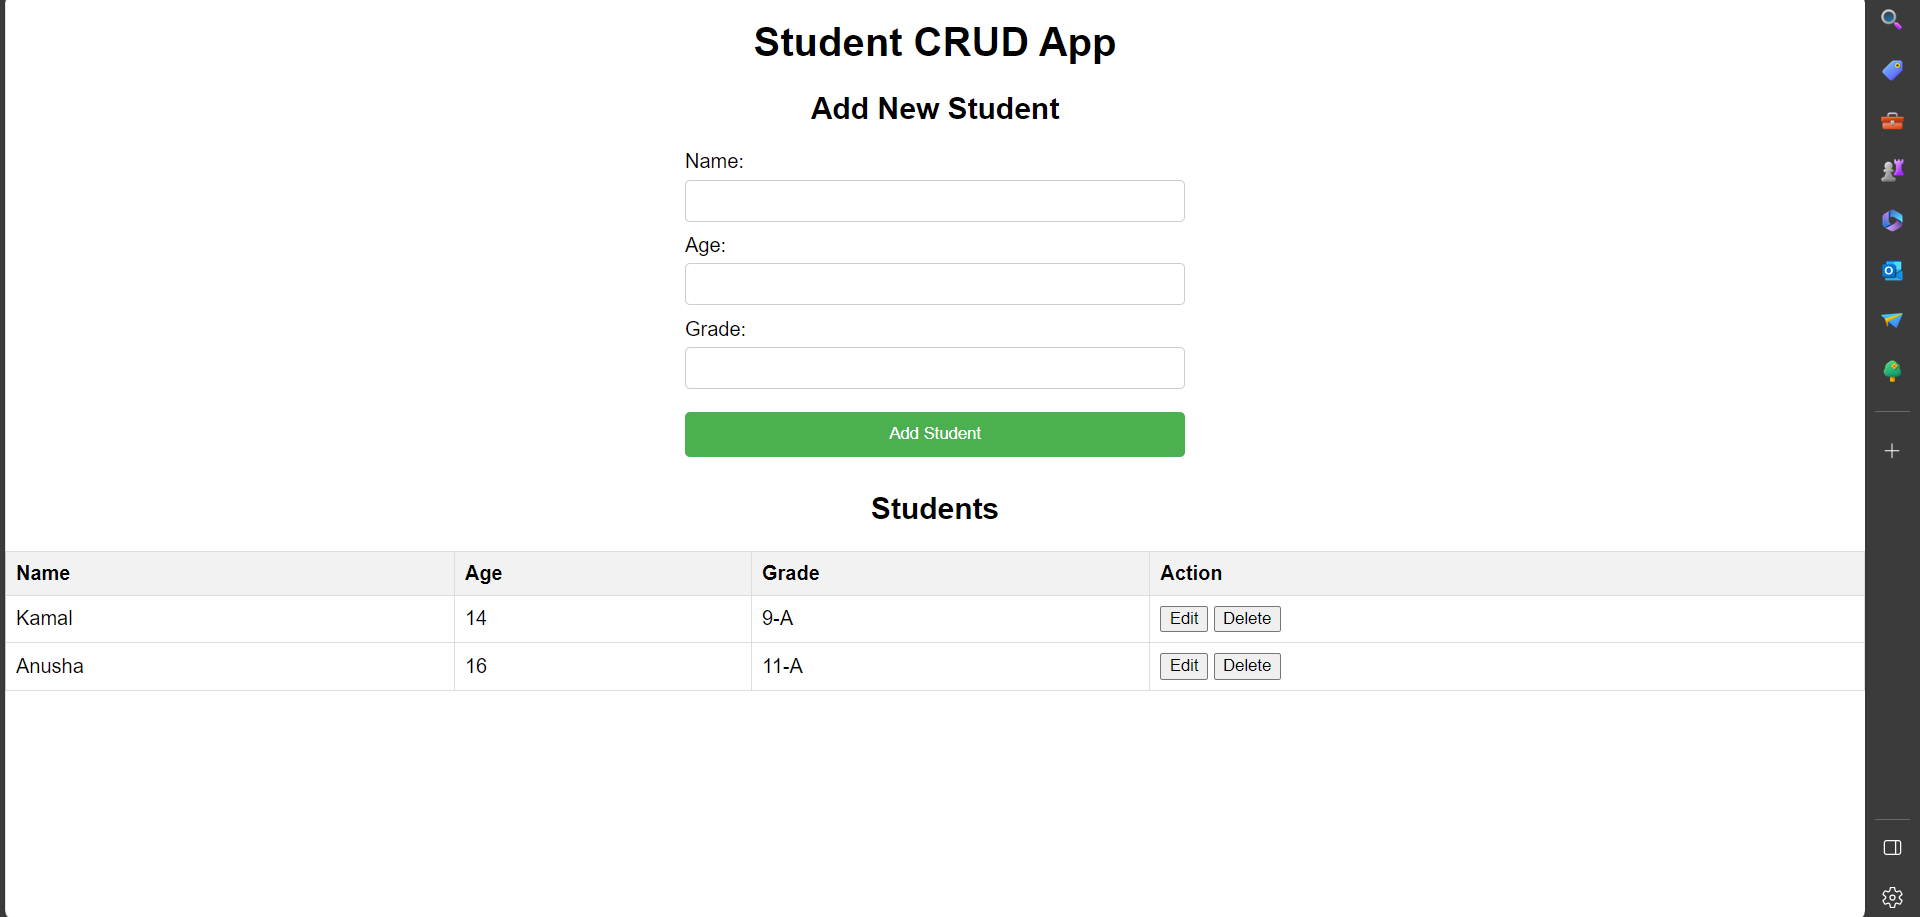 Student CRUD App
Add New Student
Name:
Age:
Grade:
Add Student
Students
Name Age Grade Action
Kamal 14 9-A Edit Delete
Anusha 16 11-A Edit Delete